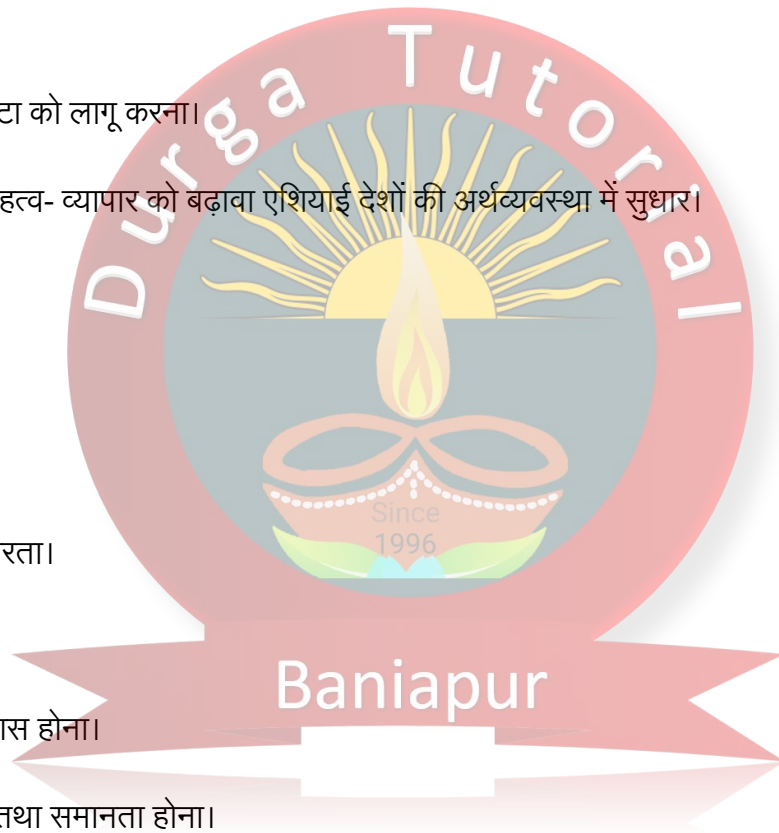 Durga Tutorial
टा को लागू करना।
हत्व- व्यापार को बढ़ावा एशियाई देशों की अर्थव्यवस्था में सुधार।
Since
1996
रता।
Baniapur
ास होना।
तथा समानता होना।